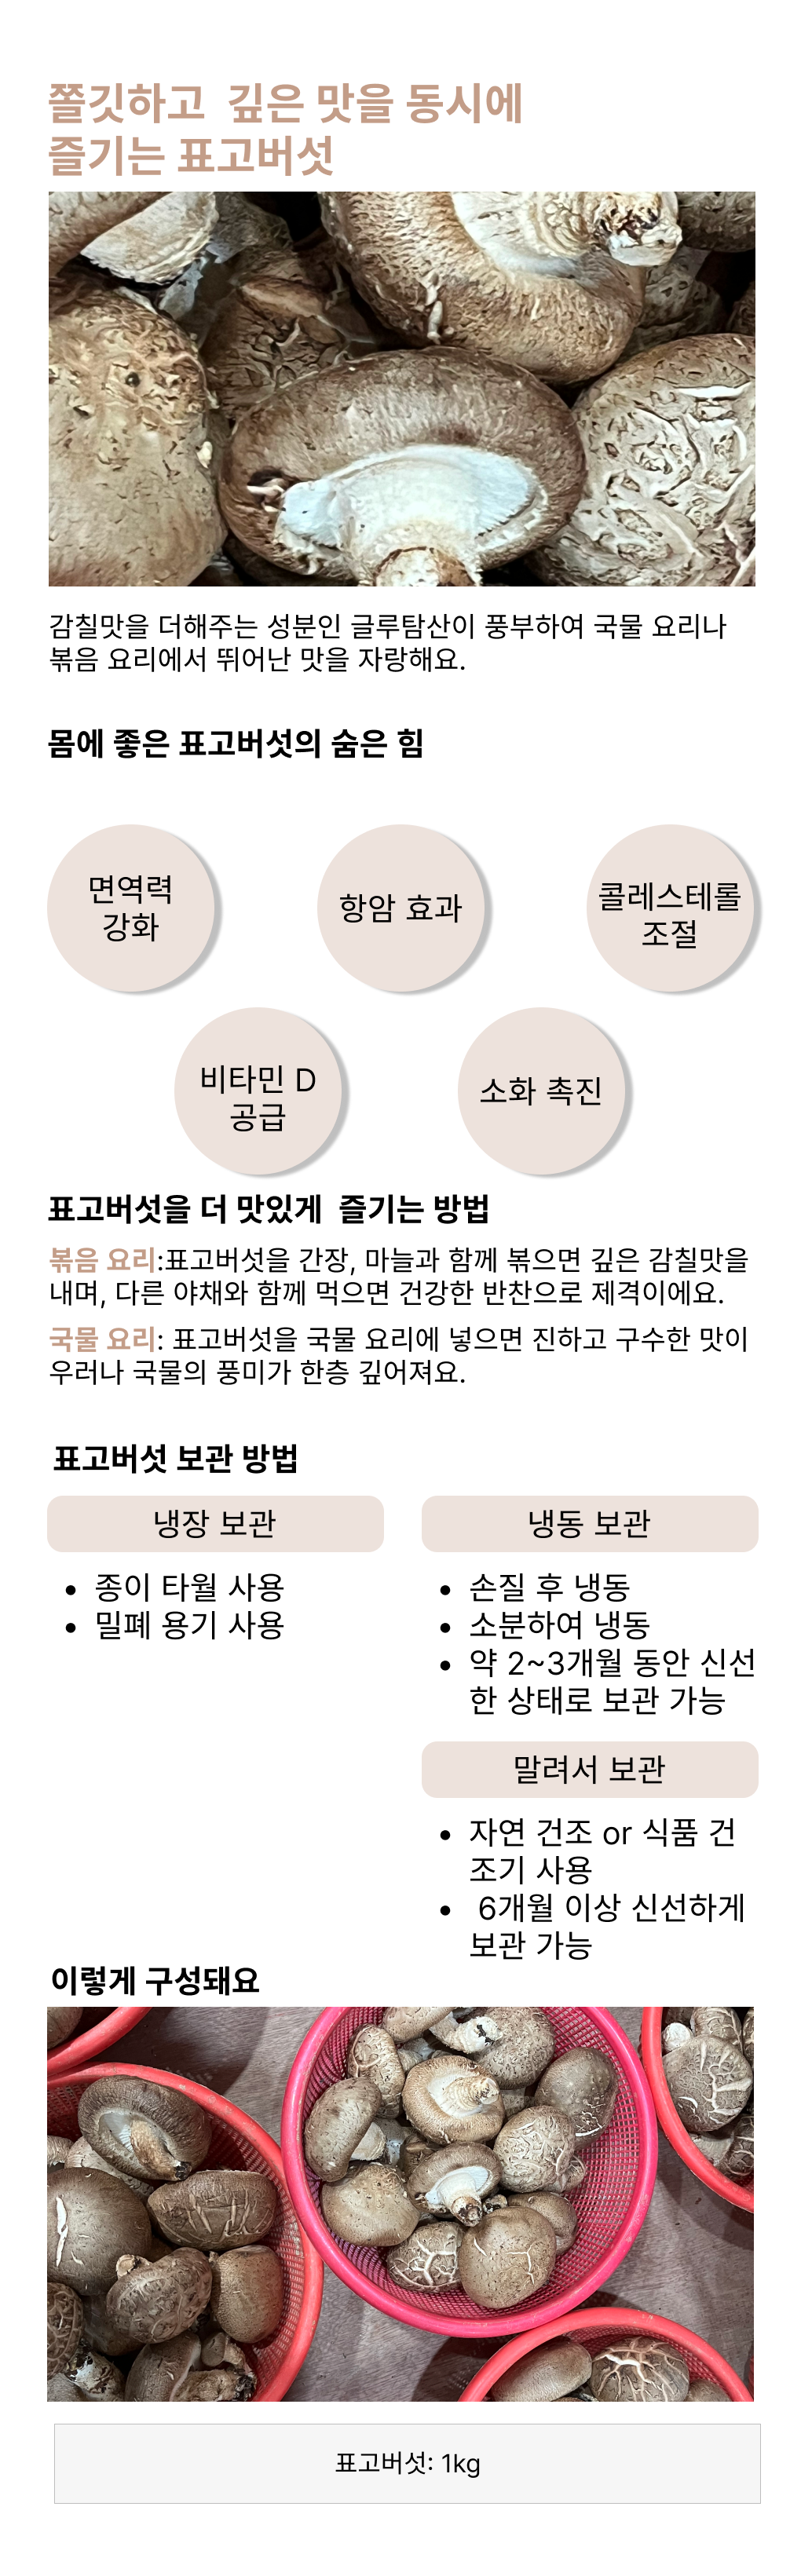 쫄깃하고 깊은 맛을 동시에
즐기는 표고버섯
감칠맛을 더해주는 성분인 글루탐산이 풍부하여 국물 요리나
볶음 요리에서 뛰어난 맛을 자랑해요.
몸에 좋은 표고버섯의 숨은 힘
면역력
강화
항암 효과
콜레스테롤
조절
비타민 D
공급
소화 촉진
표고버섯을 더 맛있게 즐기는 방법
볶음 요리:표고버섯을 간장, 마늘과 함께 볶으면 깊은 감칠맛을
내며, 다른 야채와 함께 먹으면 건강한 반찬으로 제격이에요.
국물 요리: 표고버섯을 국물 요리에 넣으면 진하고 구수한 맛이
우러나 국물의 풍미가 한층 깊어져요.
표고버섯 보관 방법
냉장 보관
• 종이 타월 사용
• 밀폐 용기 사용
냉동 보관
• 손질 후 냉동
• 소분하여 냉동
• 약 2~3개월 동안 신선
한 상태로 보관 가능
말려서 보관
• 자연 건조 or 식품 건
조기 사용
• 6개월 이상 신선하게
보관 가능
이렇게 구성돼요
표고버섯: 1kg